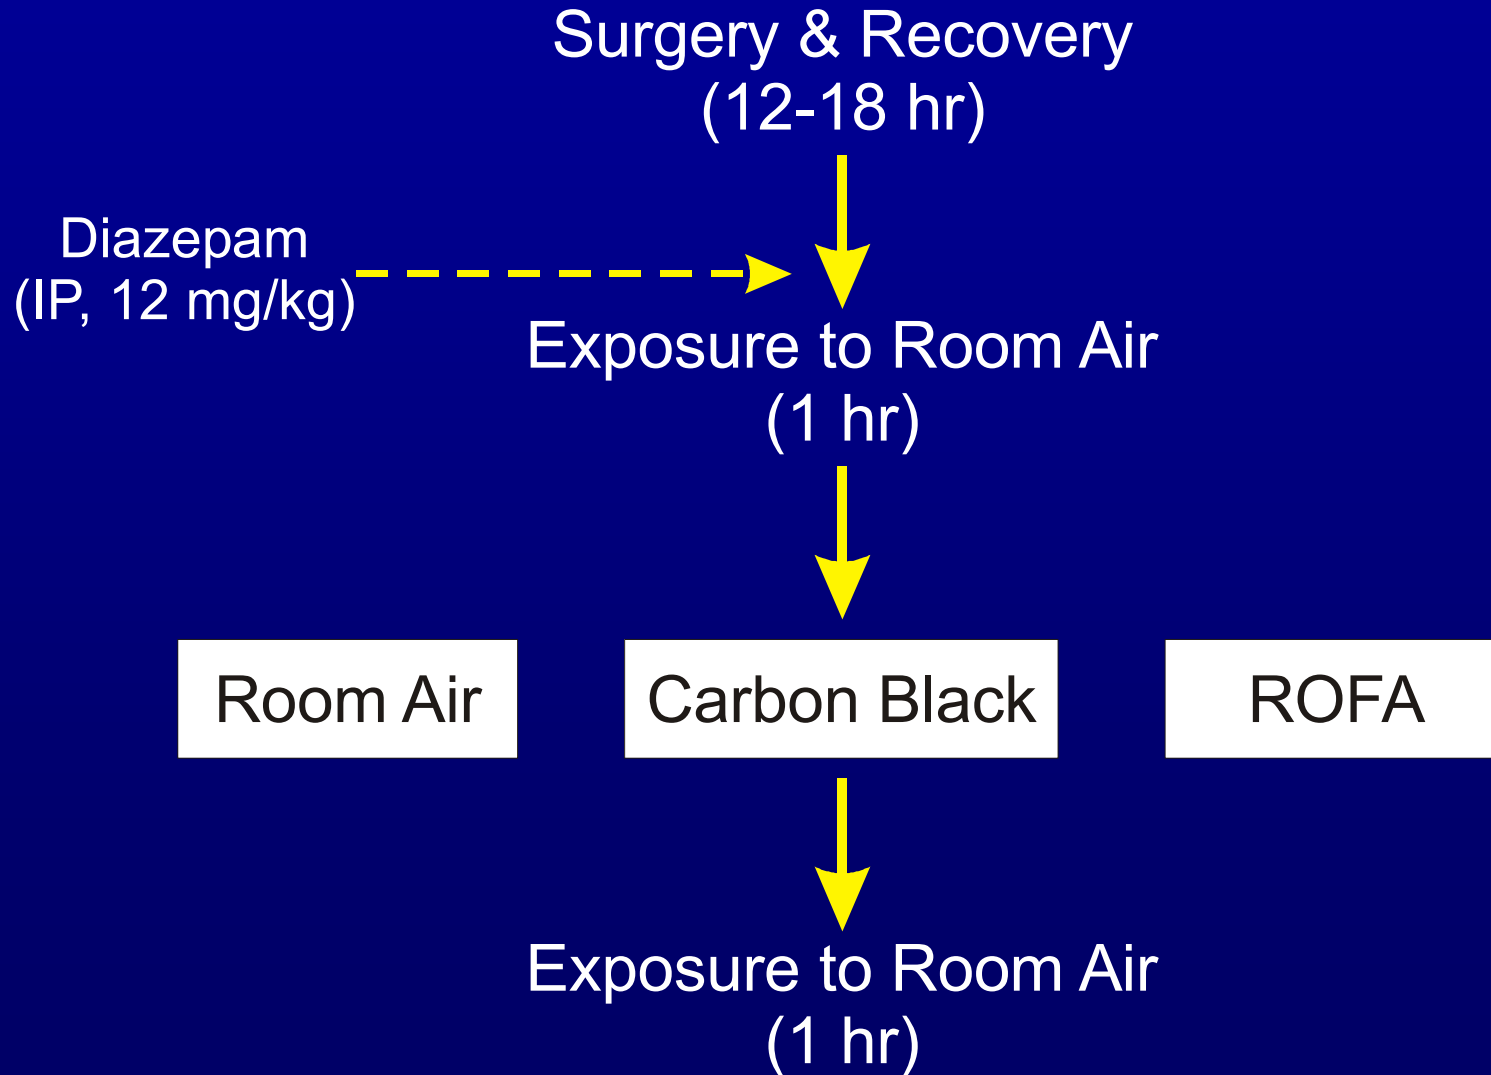 Surgery & Recovery
(12-18 hr)
Diazepam
(IP, 12 mg/kg)
Exposure to Room Air
(1 hr)
Room Air
Carbon Black
ROFA
Exposure to Room Air
(1 hr)